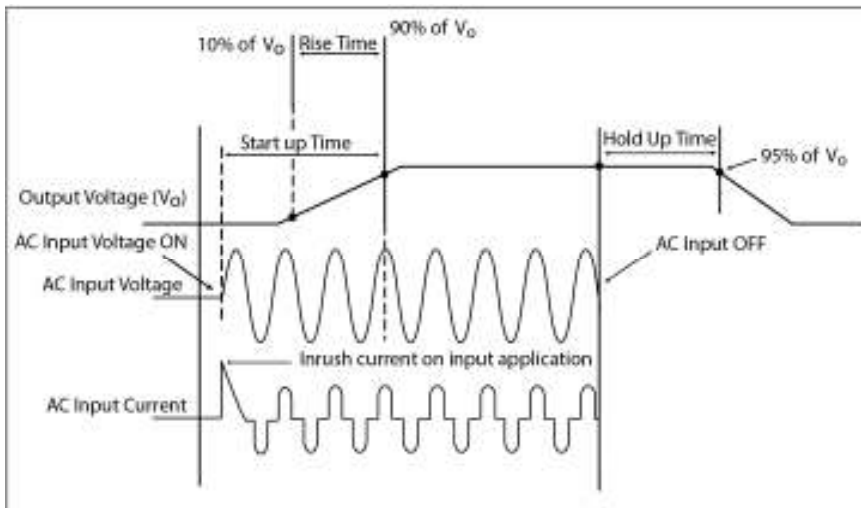 90% of Vo
10% of Vo
Rise Time
Start up Time
Hold Up Time
95% of Vo
Output Voltage (Vo)
AC Input Voltage ON
AC Input OFF
AC Input Voltage
Inrush current on input application
AC Input Current